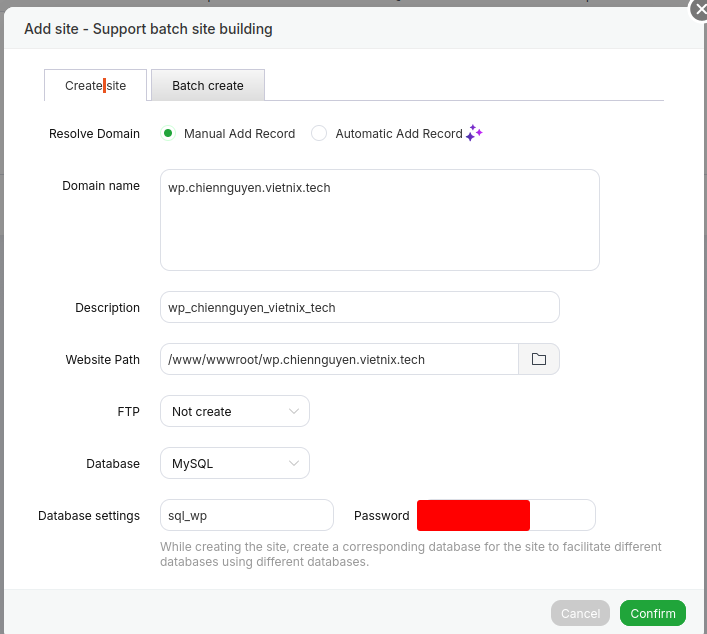 Add site - Support batch site building
Create site
Batch create
Resolve Domain
Manual Add Record
Automatic Add Record
Domain name
wp.chiennguyen.vietnix.tech
Description
wp_chiennguyen_vietnix_tech
Website Path
/www/wwwroot/wp.chiennguyen.vietnix.tech
FTP
Not create
Database
MySQL
Database settings
sql_wp
Password
While creating the site, create a corresponding database for the site to facilitate different
databases using different databases.
Cancel
Confirm